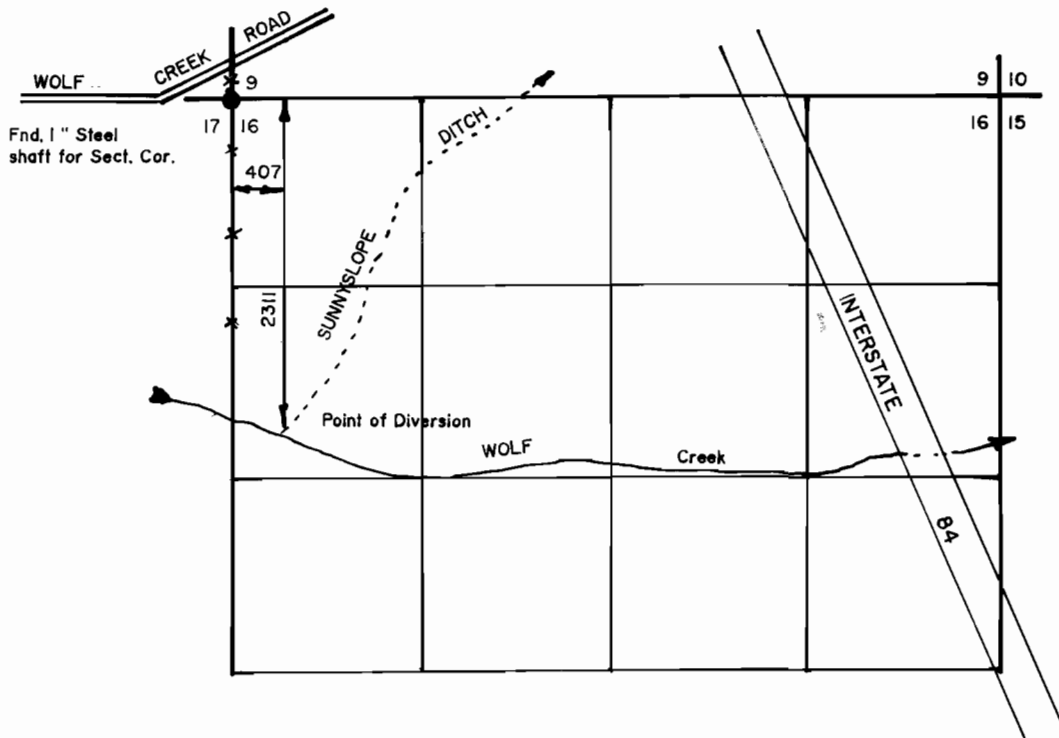 ROAD
CREEK
WOLF
9
9 10
17 16
16 15
Fnd. 1" Steel
shaft for Sect. Cor.
DITCH
407
SUNNYSLOPE
2311
INTERSTATE
Point of Diversion
WOLF Creek
84